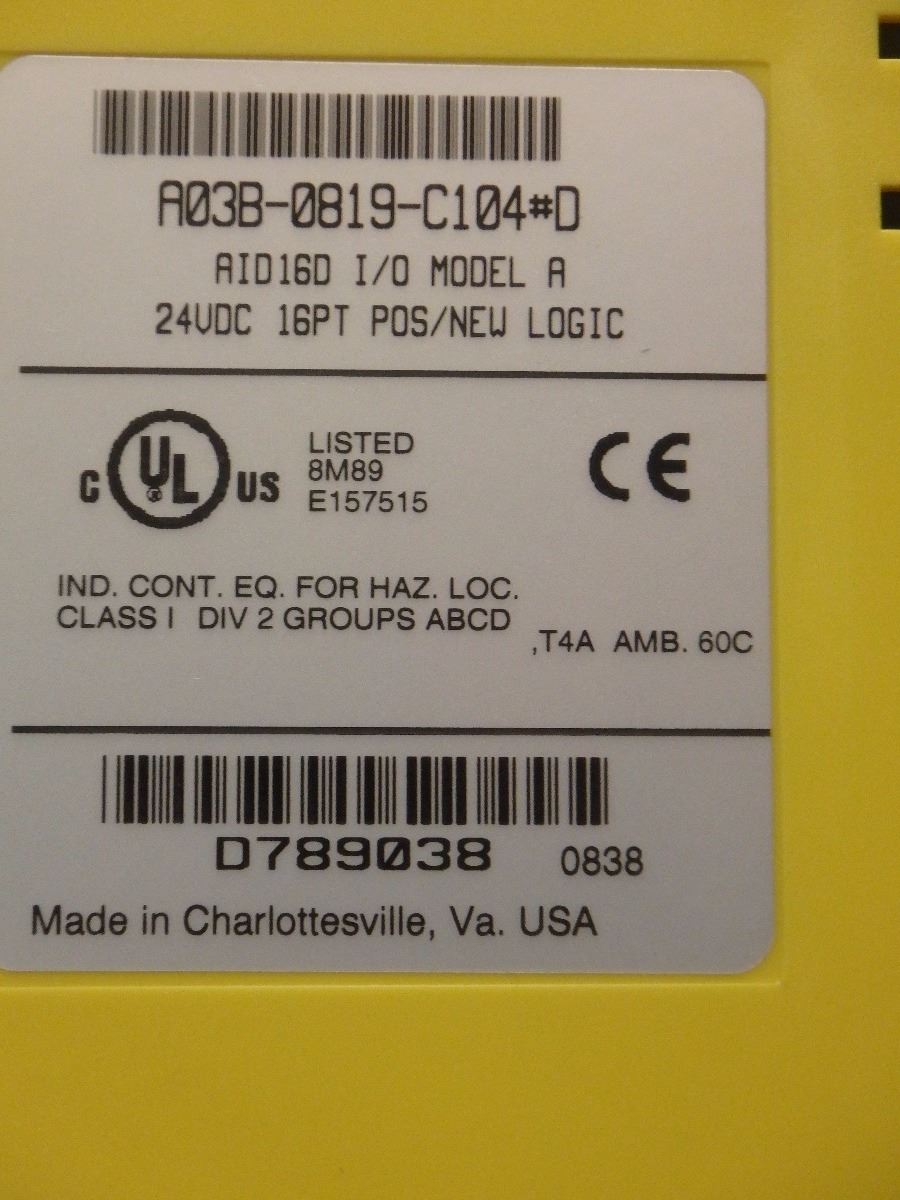 A03B-0819-C104#D
AID16D I/O MODEL A
24VDC 16PT POS/NEW LOGIC
C UL® US
LISTED
8M89
E157515
CE
IND. CONT. EQ. FOR HAZ. LOC.
CLASS I DIV 2 GROUPS ABCD
,T4A AMB. 60C
D789038 0838
Made in Charlottesville, Va. USA